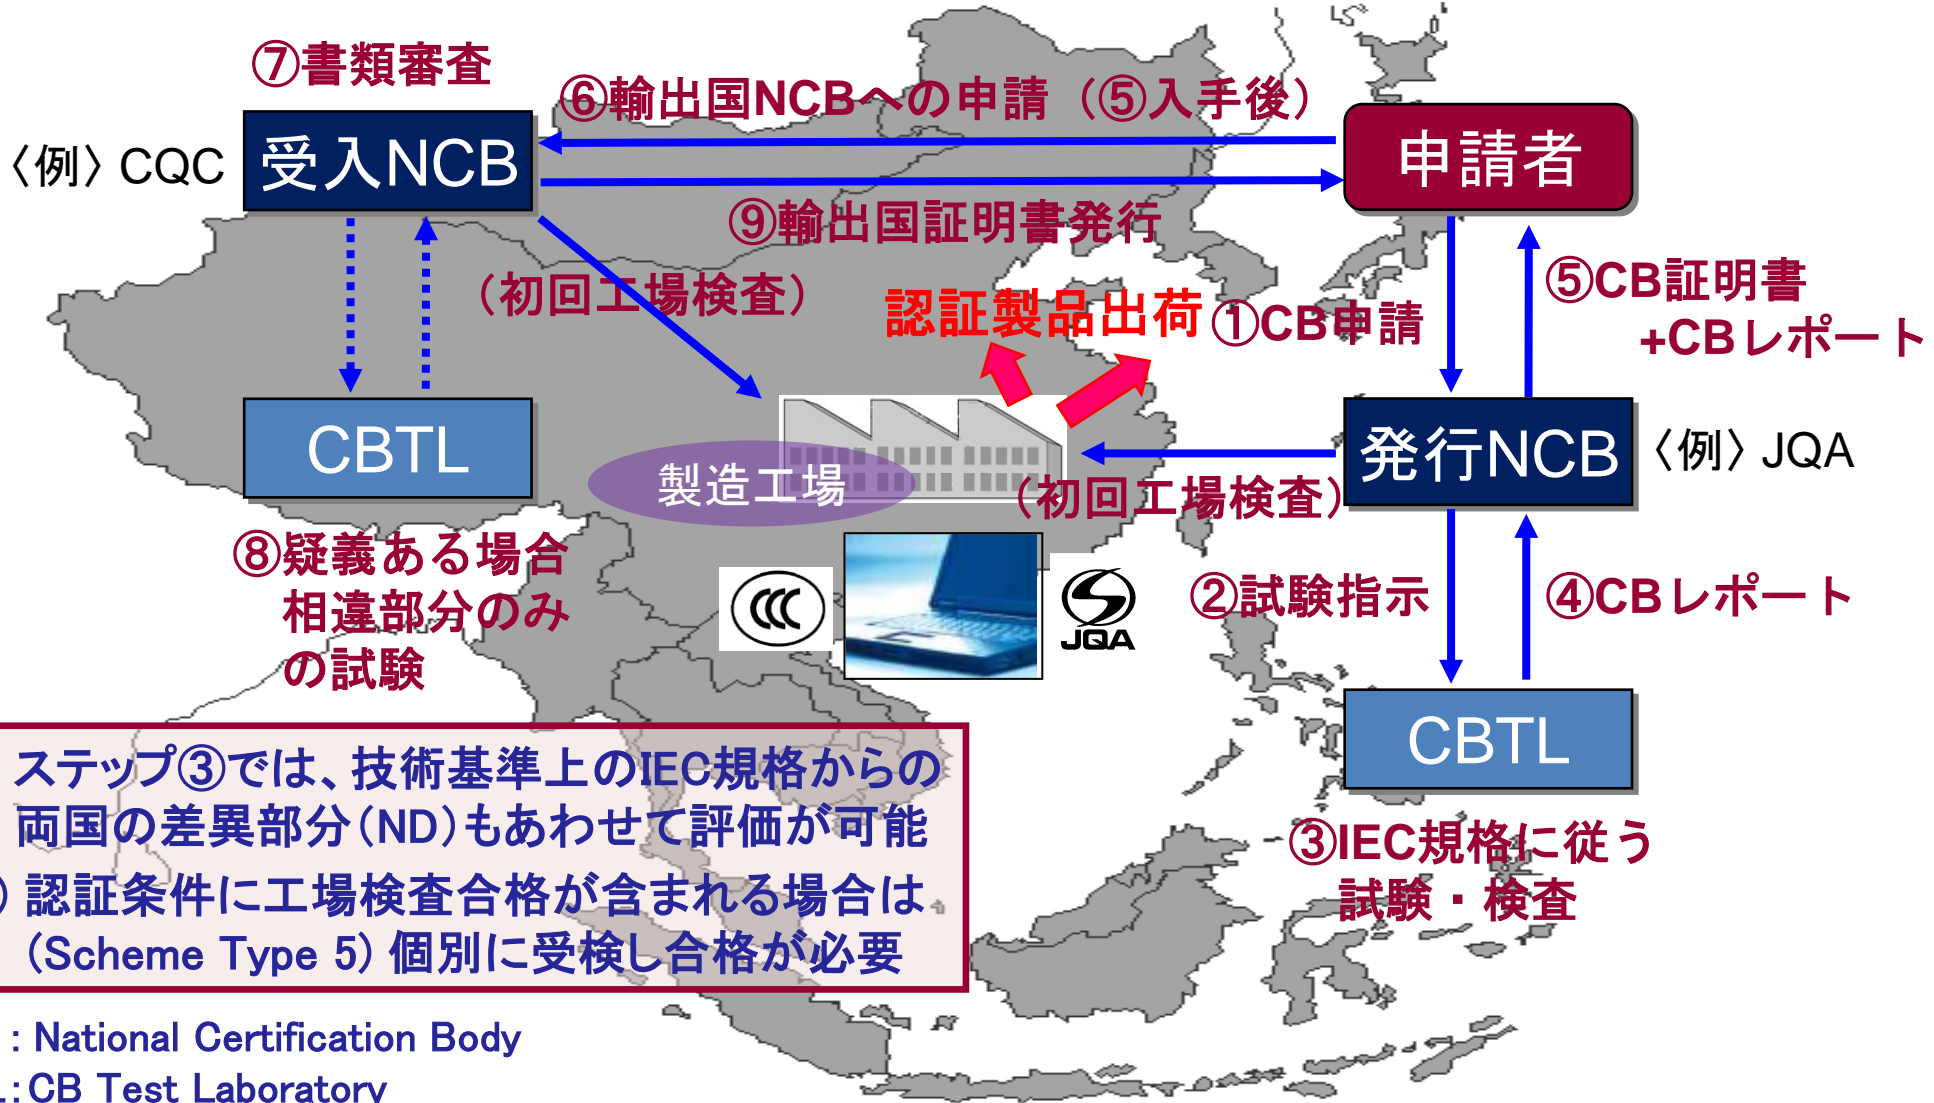 ⑦書類審査
⑥輸出国NCBへの申請（⑤入手後）
〈例〉CQC
受入NCB
申請者
⑨輸出国証明書発行
（初回工場検査）
認証製品出荷
①CB申請
⑤CB証明書
+CBレポート
CBTL
製造工場
発行NCB
〈例〉JQA
（初回工場検査）
⑧疑義ある場合
相違部分のみ
の試験
CCC
JQA
②試験指示
④CBレポート
CBTL
③IEC規格に従う
試験・検査
ステップ③では、技術基準上のIEC規格からの
両国の差異部分（ND）もあわせて評価が可能
）認証条件に工場検査合格が含まれる場合は
（Scheme Type 5）個別に受検し合格が必要
：National Certification Body
：CB Test Laboratory